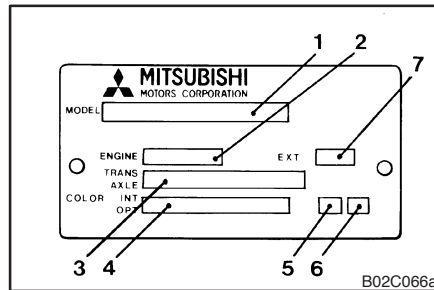 1 2 7
MITSUBISHI
MOTORS CORPORATION
MODEL
ENGINE EXT
TRANS
AXLE
COLOR INT
OPT
3 4 5 6
B02C066a